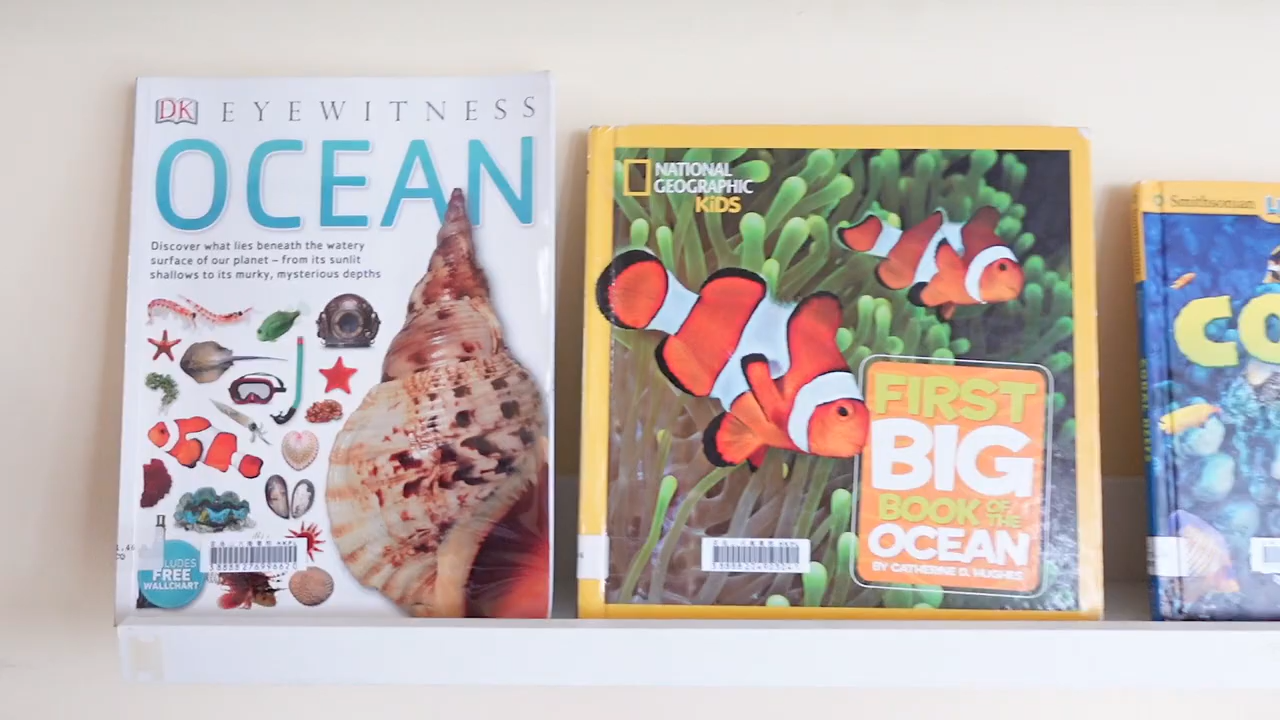 DK EYEWITNESS
OCEAN
Discover what lies beneath the watery
surface of our planet – from its sunlit
shallows to its murky, mysterious depths
FREE
WALLCHART
NATIONAL
GEOGRAPHIC
KiDS
FIRST
BIG
BOOK OF THE
OCEAN
BY CATHERINE D. HUGHES
Smithsonian
CO